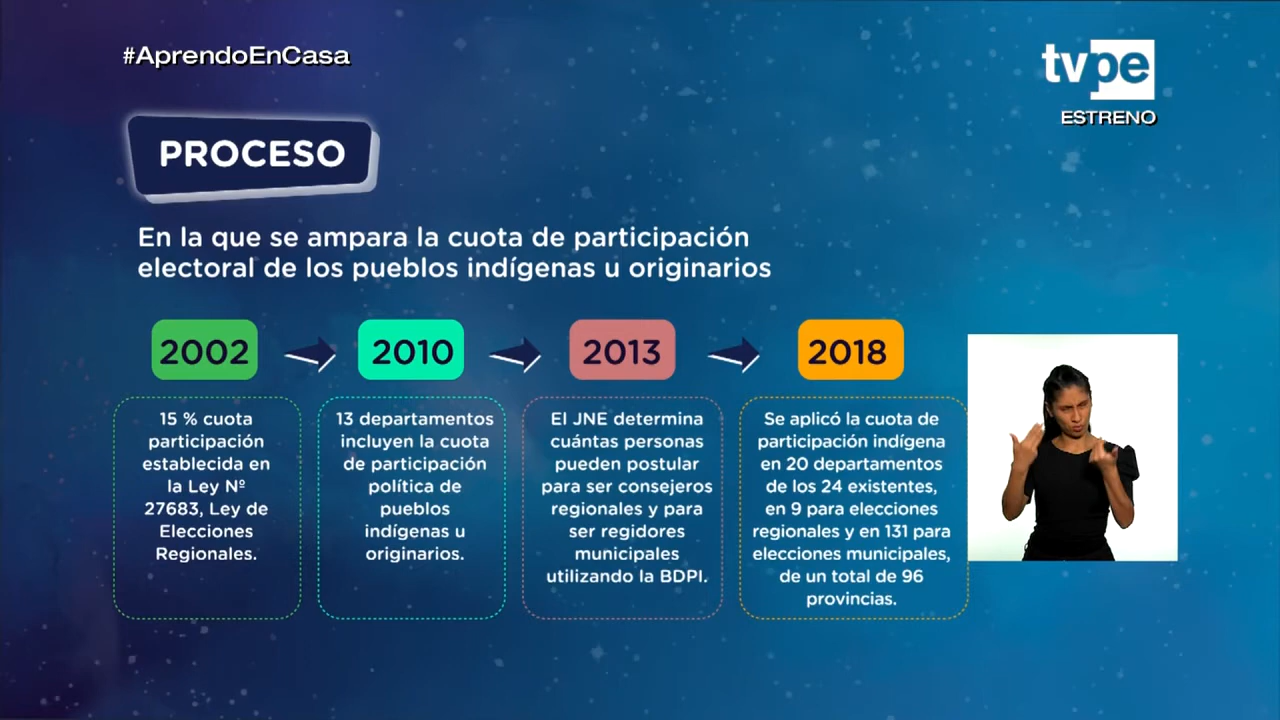 #AprendoEnCasa
tvpe
ESTRENO
PROCESO
En la que se ampara la cuota de participación
electoral de los pueblos indígenas u originarios
2002
2010
2013
2018
15 % cuota
participación
establecida en
la Ley Nº
27683, Ley de
Elecciones
Regionales.
13 departamentos
incluyen la cuota
de participación
política de
pueblos
indígenas u
originarios.
El JNE determina
cuántas personas
pueden postular
para ser consejeros
regionales y para
ser regidores
municipales
utilizando la BDPI.
Se aplicó la cuota de
participación indígena
en 20 departamentos
de los 24 existentes,
en 9 para elecciones
regionales y en 131 para
elecciones municipales,
de un total de 96
provincias.